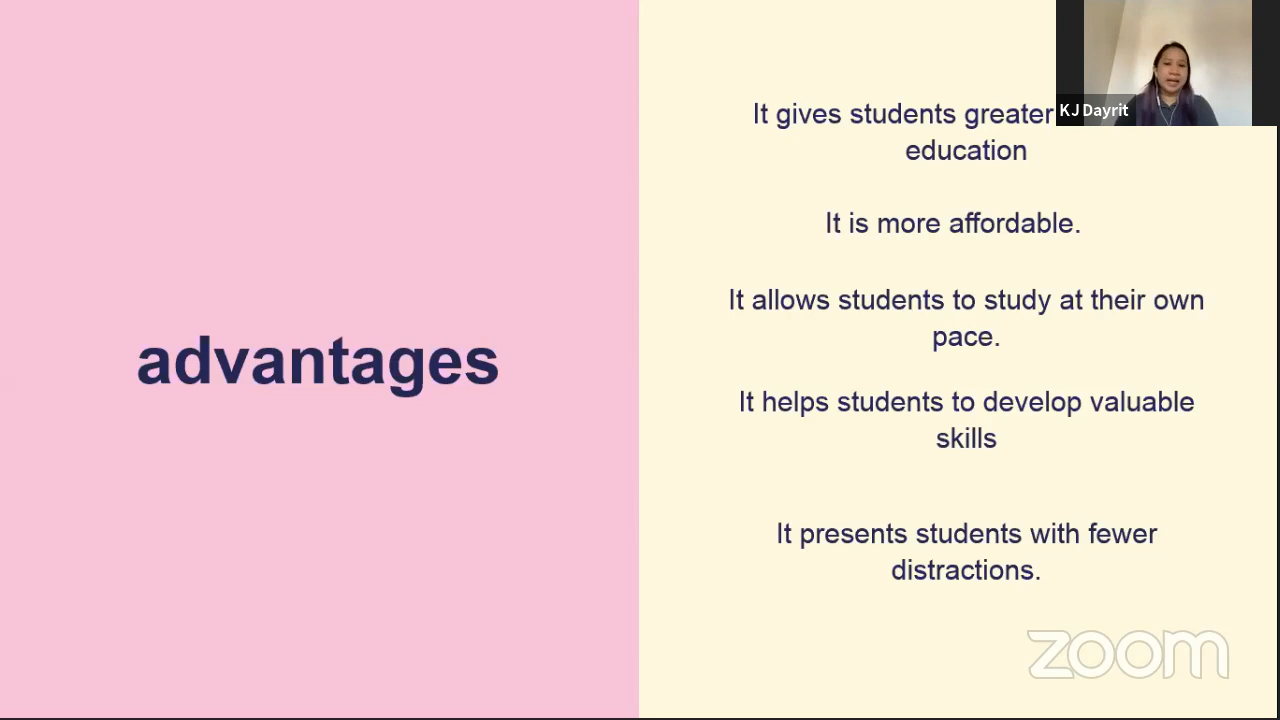 advantages
It gives students greater
education
It is more affordable.
It allows students to study at their own
pace.
It helps students to develop valuable
skills
It presents students with fewer
distractions.
KJ Dayrit
zoom